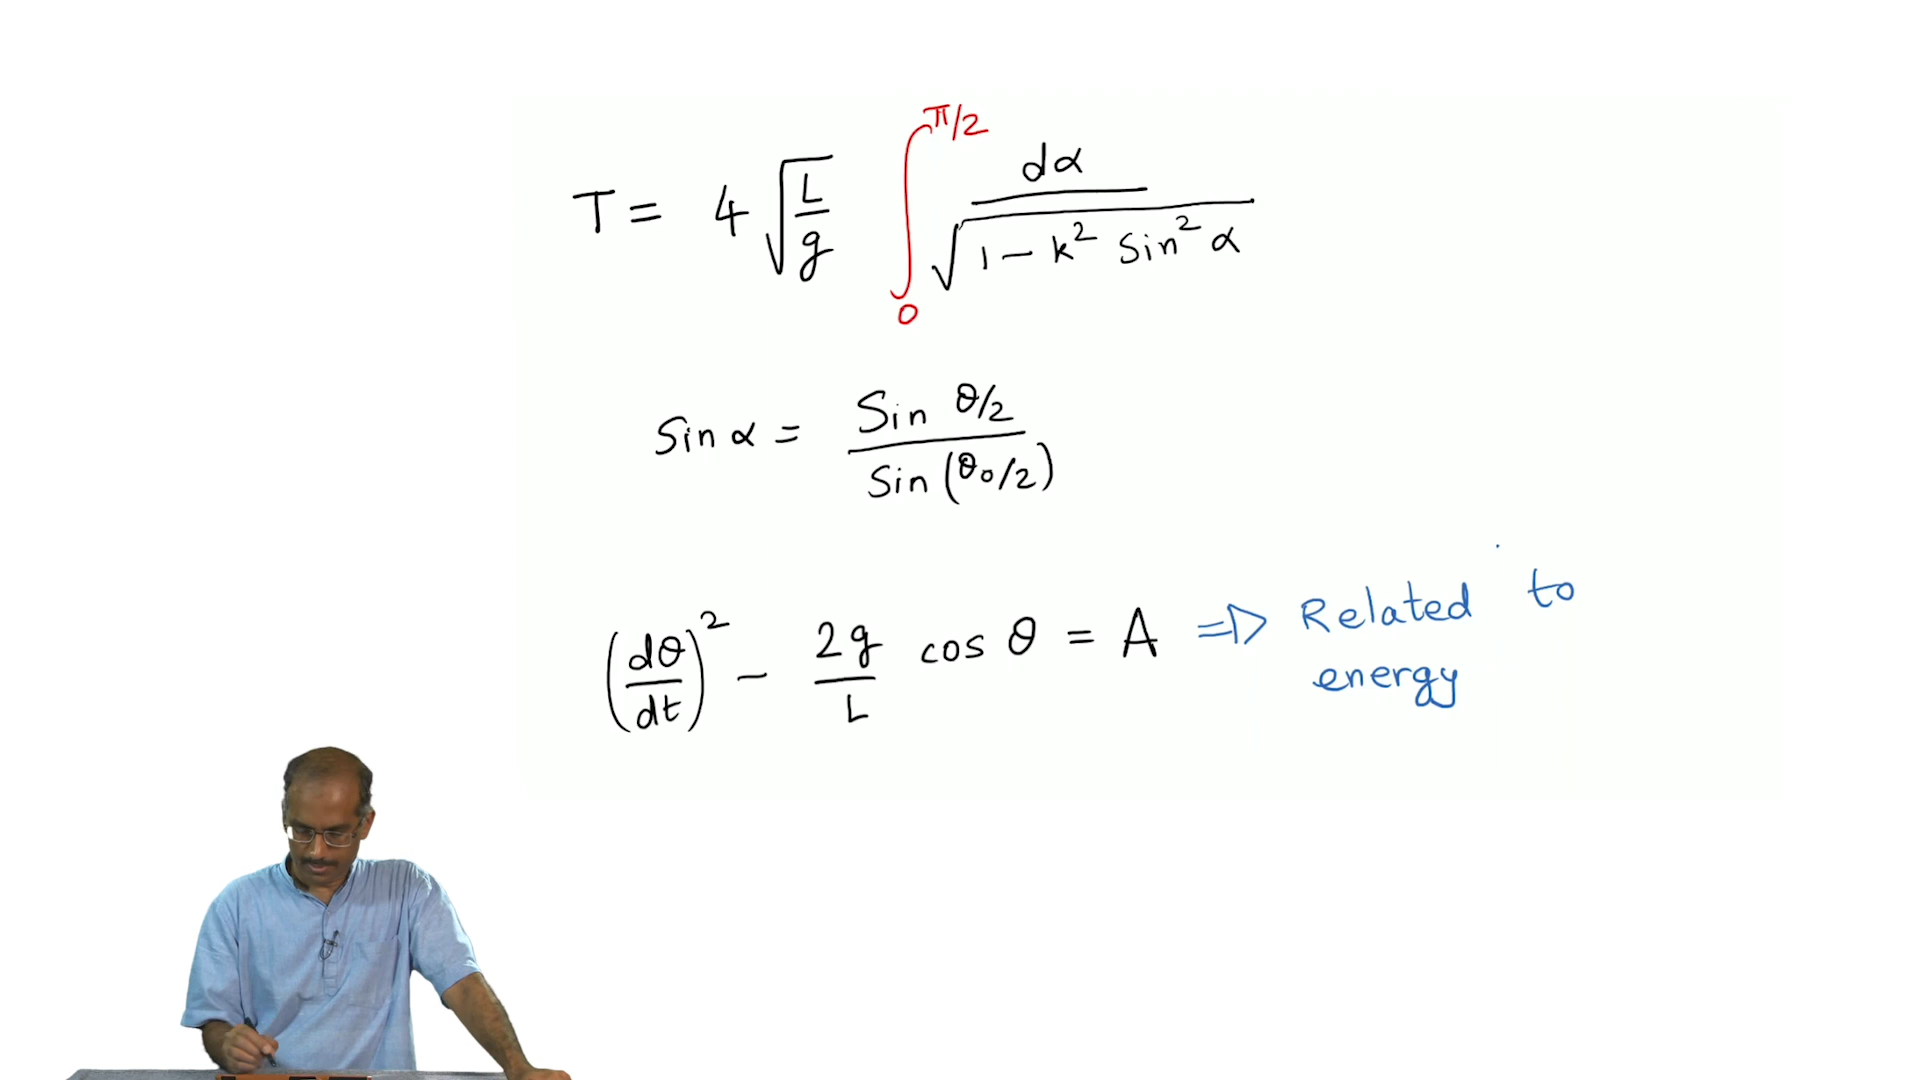 T = 4 √(L/g) ∫₀^π/2 dα / √(1 − k² Sin² α)
Sin α = Sin θ/2 / Sin (θ₀/2)
(dθ/dt)² − 2g/L cos θ = A ⇒ Related to
energy